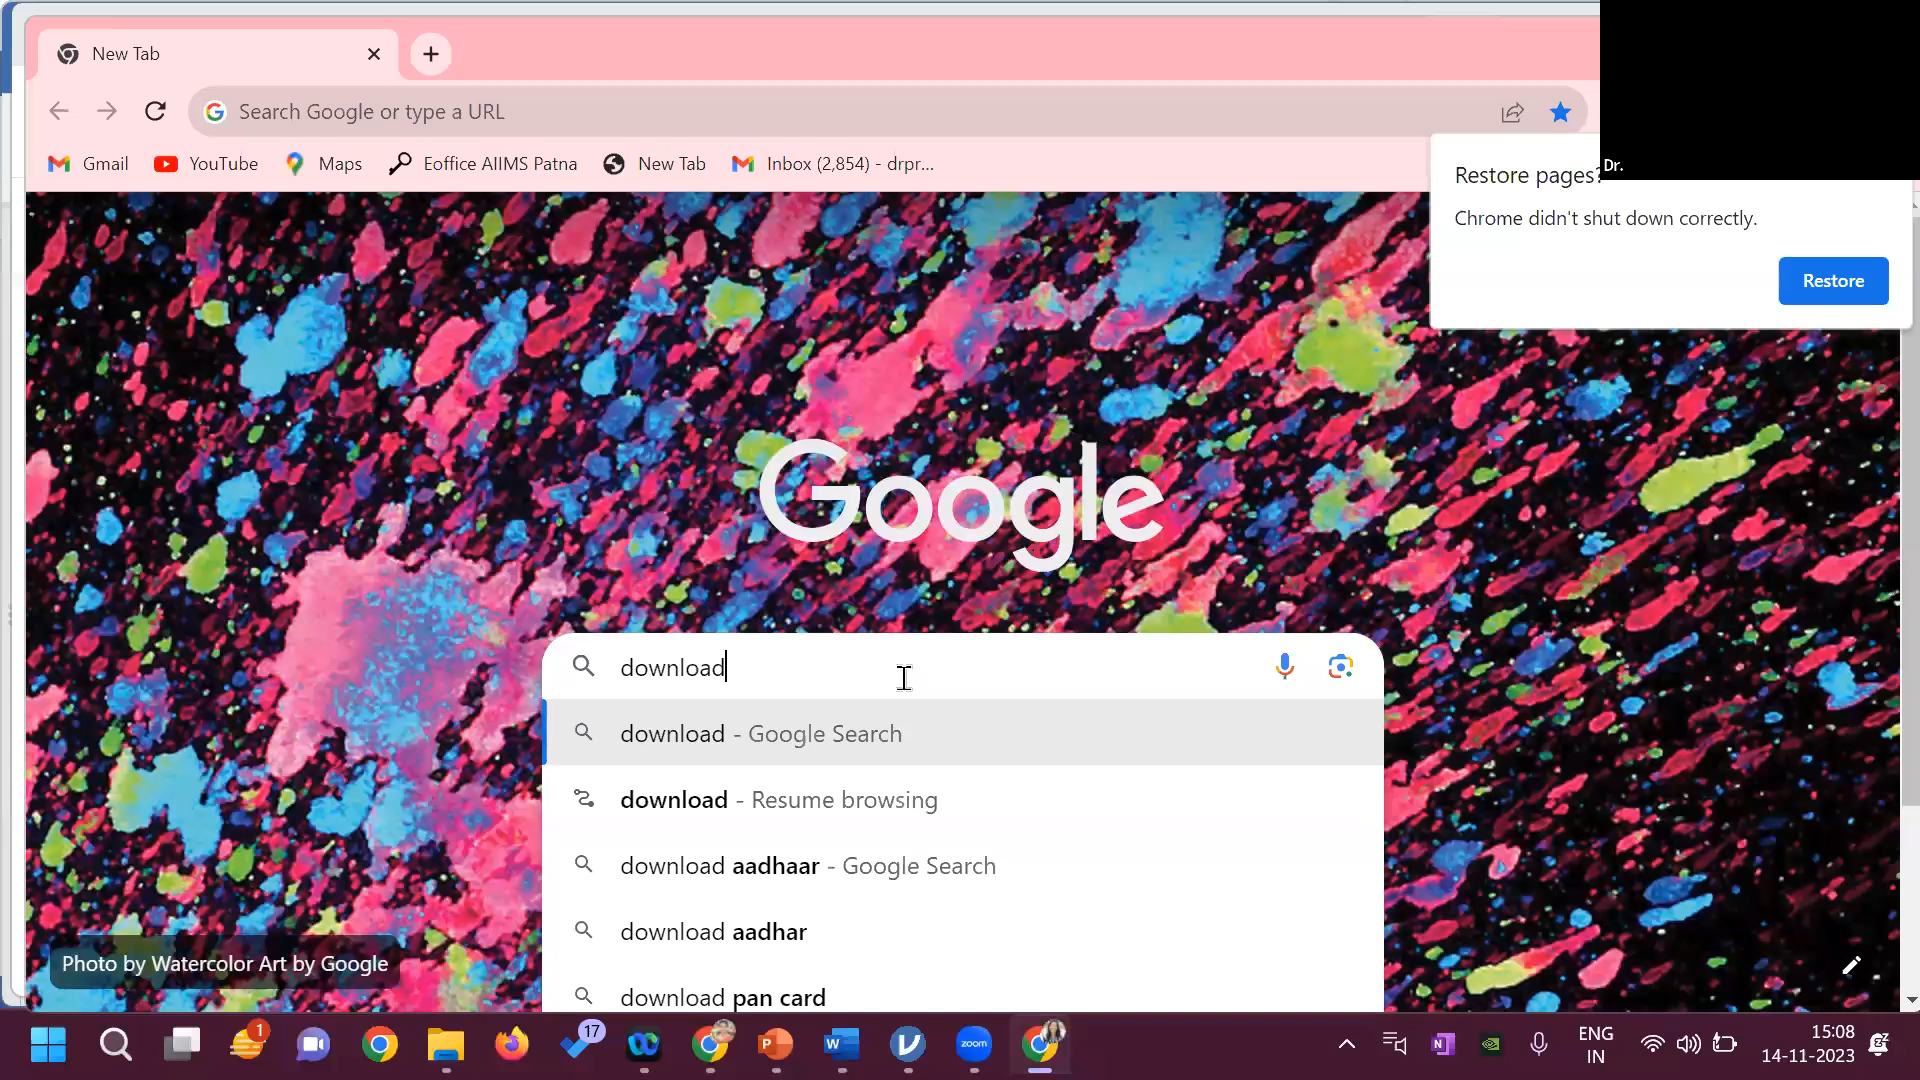 New Tab
Search Google or type a URL
Gmail YouTube Maps Eoffice AIIMS Patna New Tab Inbox (2,854) - drpr...
Dr.
Restore pages?
Chrome didn't shut down correctly.
Restore
Google
download
download - Google Search
download - Resume browsing
download aadhaar - Google Search
download aadhar
download pan card
Photo by Watercolor Art by Google
1
17
zoom
ENG
IN
15:08
14-11-2023